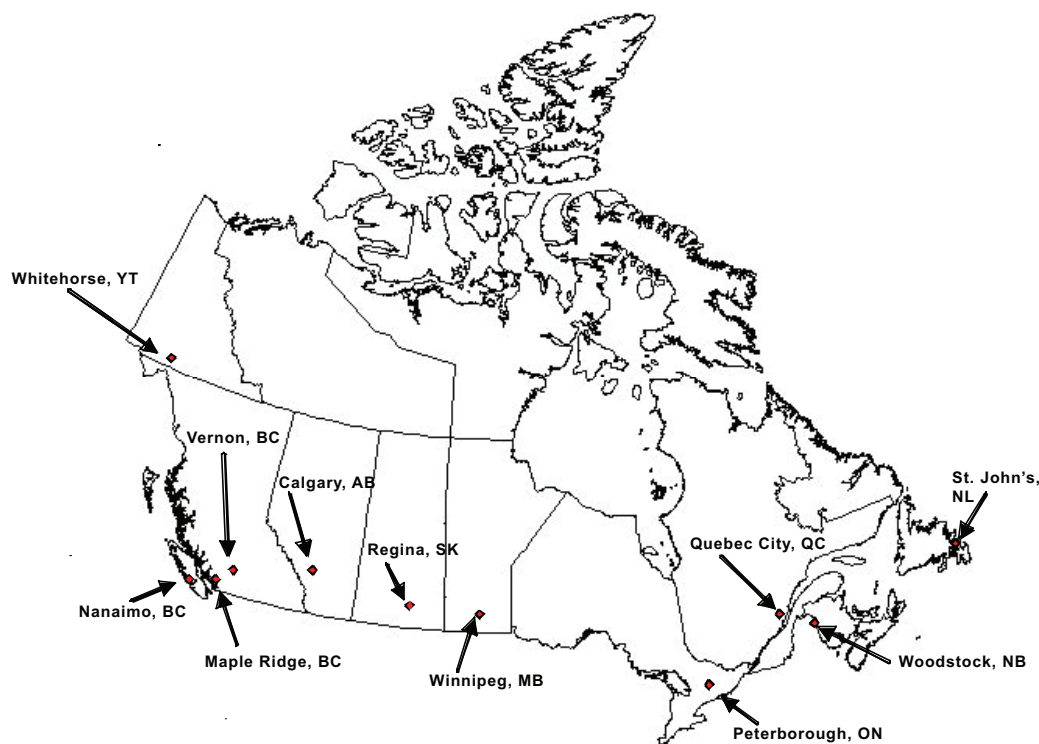 Whitehorse, YT
Vernon, BC
Calgary, AB
St. John's,
NL
Regina, SK
Quebec City, QC
Nanaimo, BC
Maple Ridge, BC
Winnipeg, MB
Woodstock, NB
Peterborough, ON